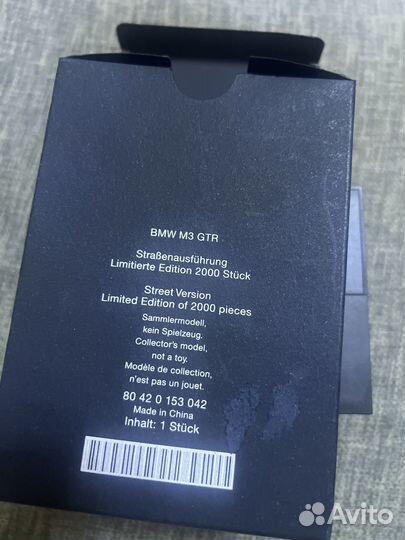 BMW M3 GTR
Straßenausführung
Limitierte Edition 2000 Stück
Street Version
Limited Edition of 2000 pieces
Sammlermodell,
kein Spielzeug.
Collector's model,
not a toy.
Modèle de collection,
n'est pas un jouet.
80 42 0 153 042
Made in China
Inhalt: 1 Stück
Avito